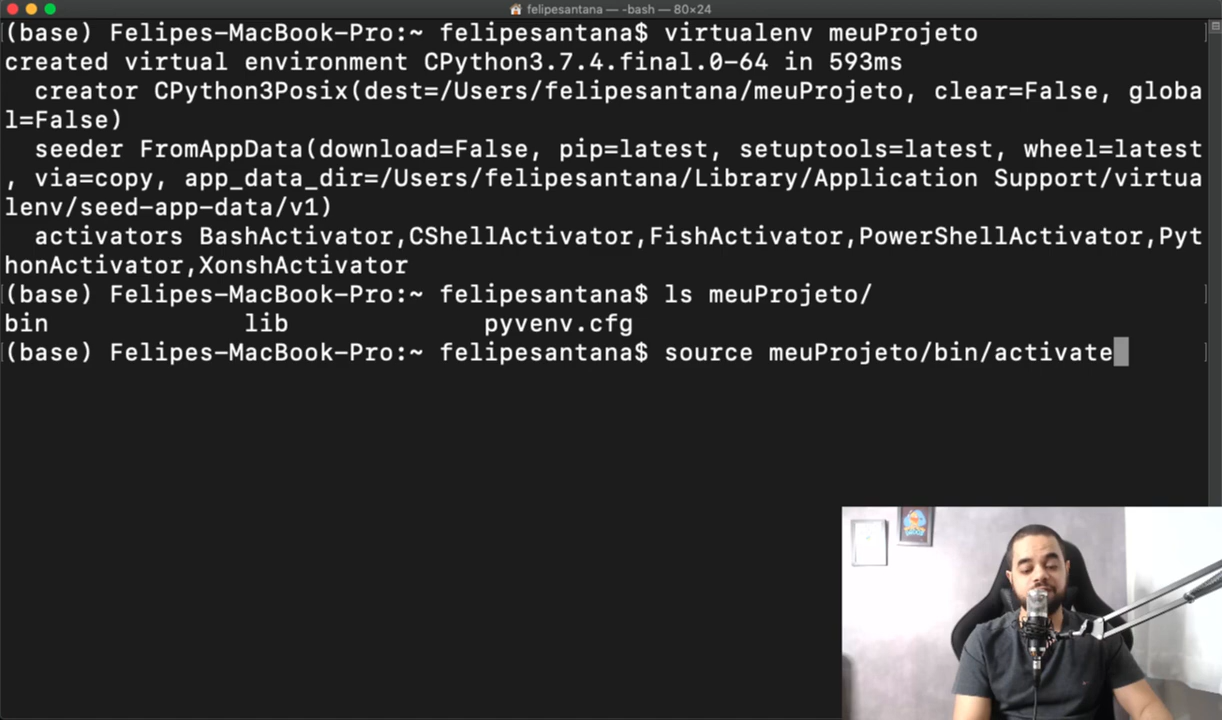 felipesantana — -bash — 80×24
(base) Felipes-MacBook-Pro:~ felipesantana$ virtualenv meuProjeto
created virtual environment CPython3.7.4.final.0-64 in 593ms
  creator CPython3Posix(dest=/Users/felipesantana/meuProjeto, clear=False, globa
l=False)
  seeder FromAppData(download=False, pip=latest, setuptools=latest, wheel=latest
, via=copy, app_data_dir=/Users/felipesantana/Library/Application Support/virtua
lenv/seed-app-data/v1)
  activators BashActivator,CShellActivator,FishActivator,PowerShellActivator,Pyt
honActivator,XonshActivator
(base) Felipes-MacBook-Pro:~ felipesantana$ ls meuProjeto/
bin lib pyvenv.cfg
(base) Felipes-MacBook-Pro:~ felipesantana$ source meuProjeto/bin/activate